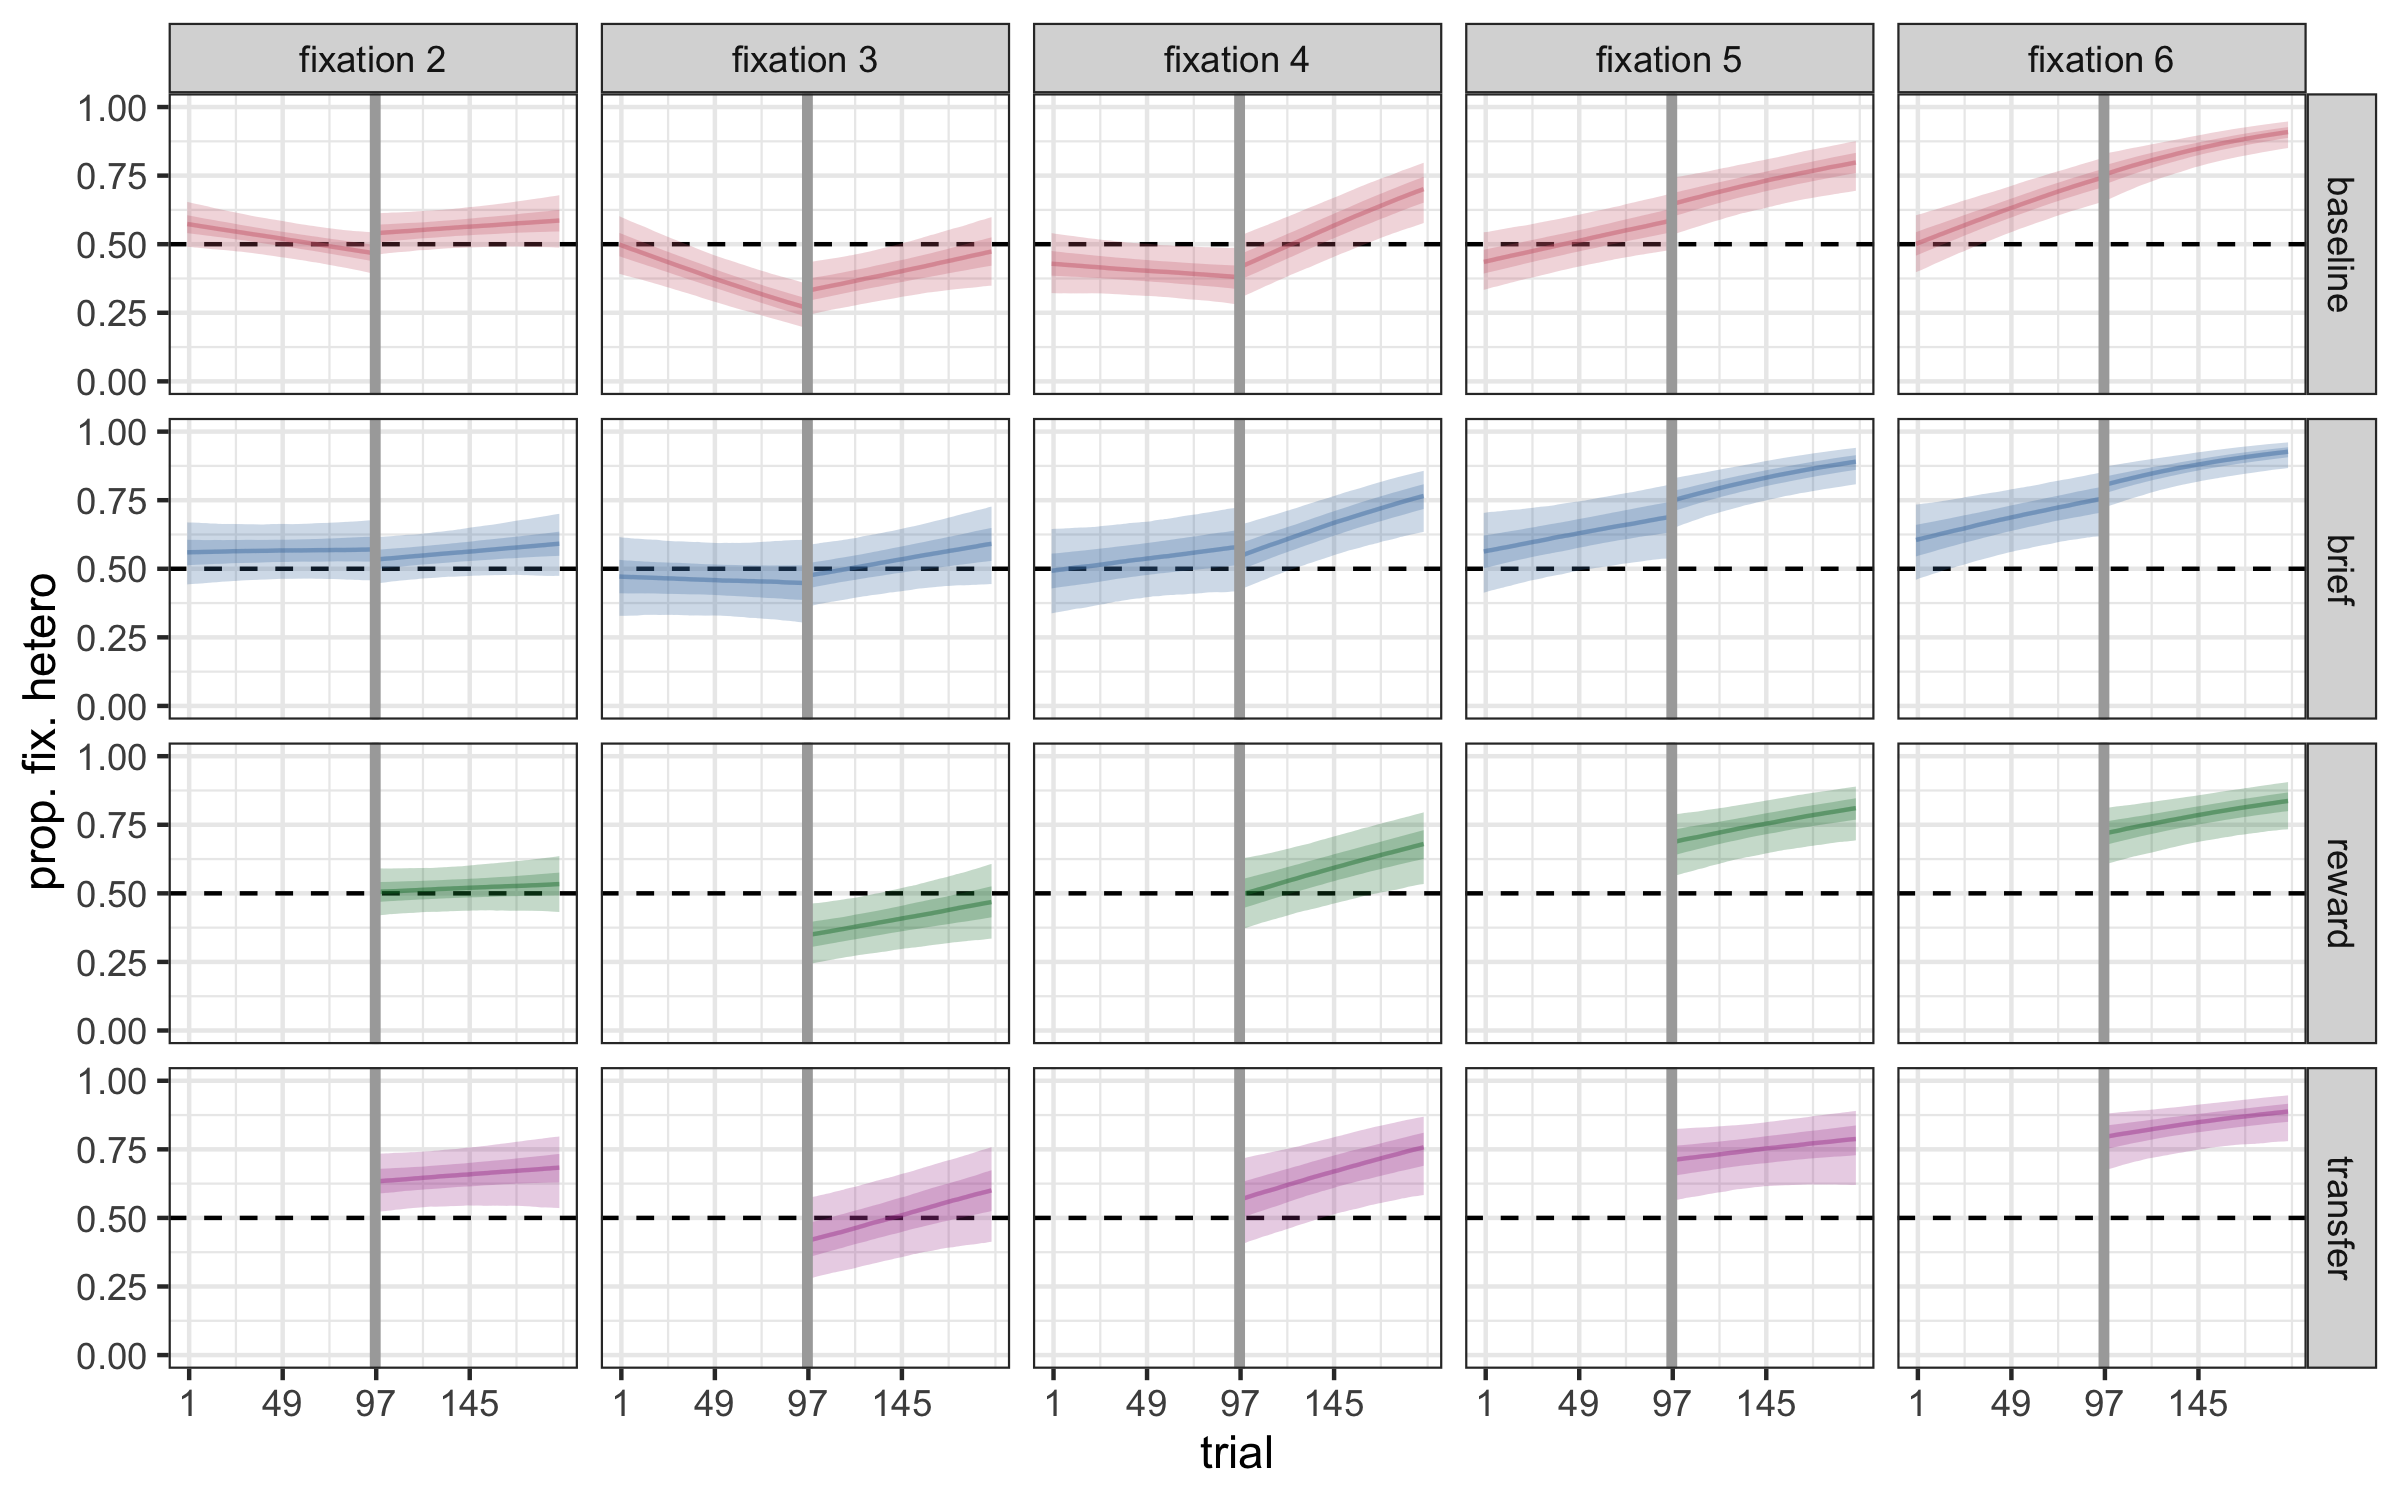 fixation 2 fixation 3 fixation 4 fixation 5 fixation 6
1.00
0.75
0.50
0.25
0.00
baseline
1.00
0.75
0.50
0.25
0.00
brief
prop. fix. hetero
1.00
0.75
0.50
0.25
0.00
reward
1.00
0.75
0.50
0.25
0.00
transfer
1 49 97 145 1 49 97 145 1 49 97 145 1 49 97 145 1 49 97 145
trial